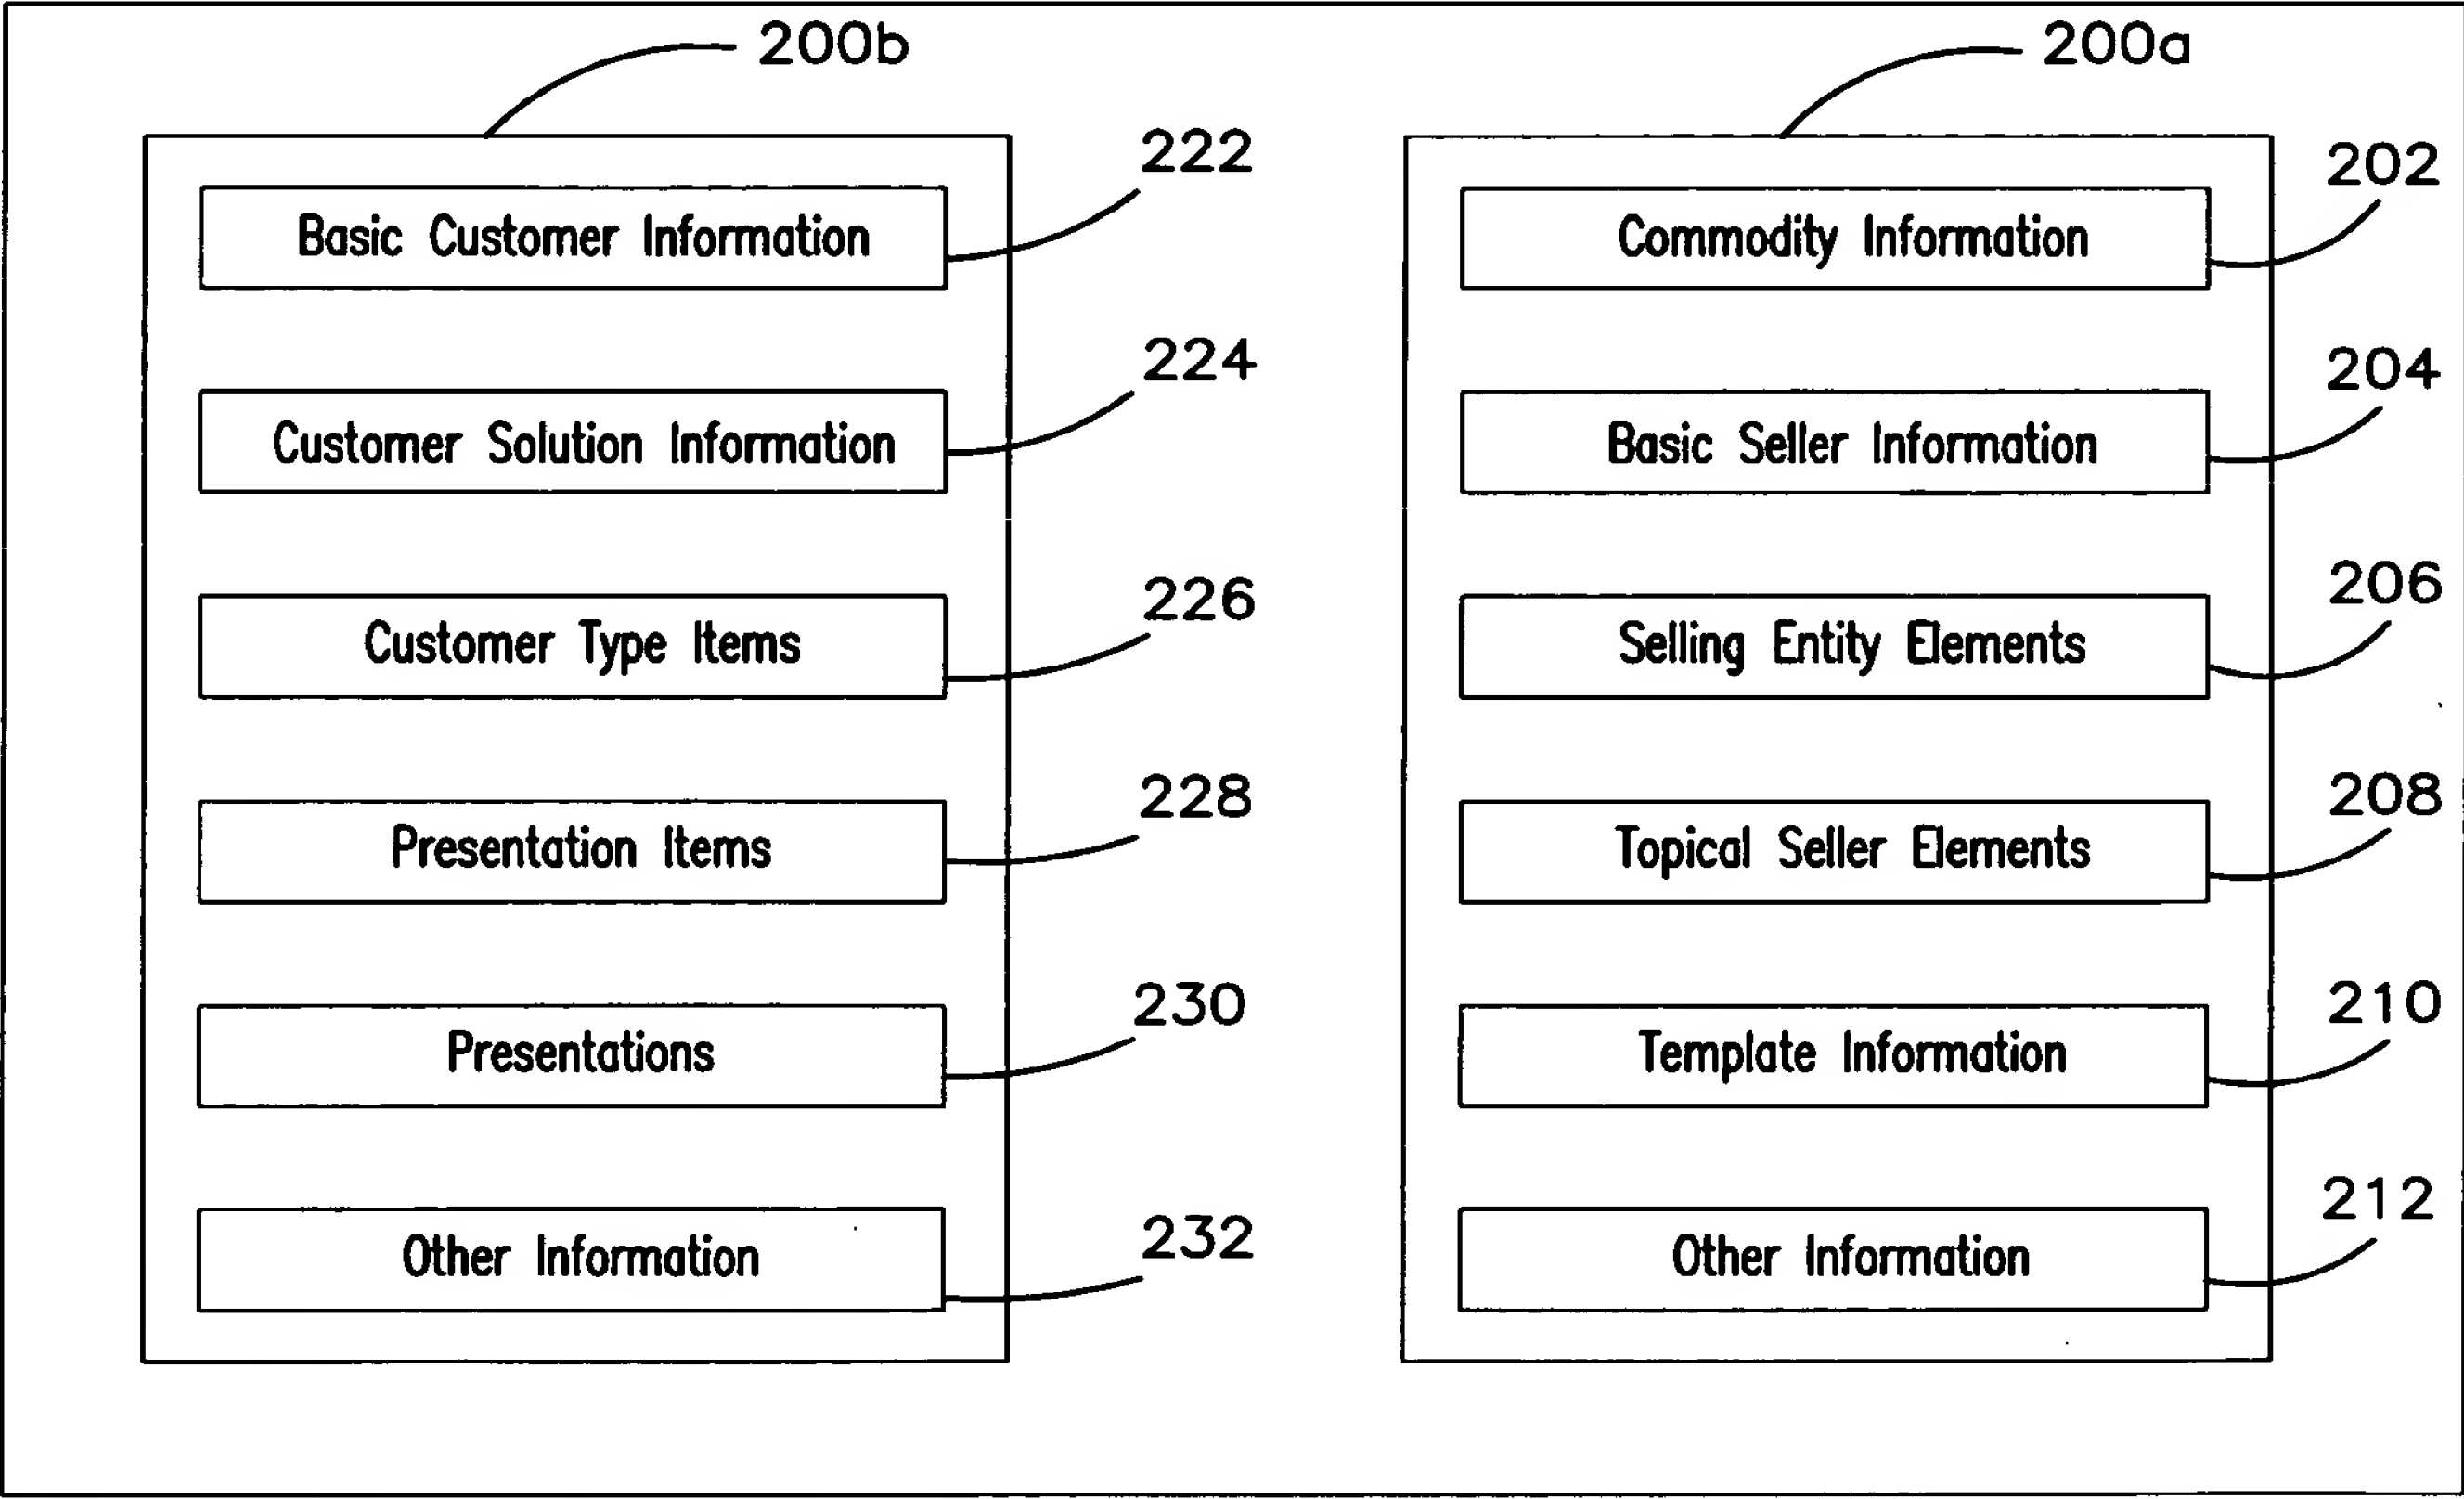 200b
200a
222
Basic Customer Information
202
Commodity Information
224
Customer Solution Information
204
Basic Seller Information
226
Customer Type Items
206
Selling Entity Elements
228
Presentation Items
208
Topical Seller Elements
230
Presentations
210
Template Information
232
Other Information
212
Other Information